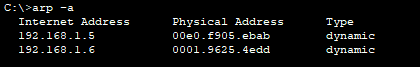 C:\>arp -a
Internet Address Physical Address Type
192.168.1.5 00e0.f905.ebab dynamic
192.168.1.6 0001.9625.4edd dynamic